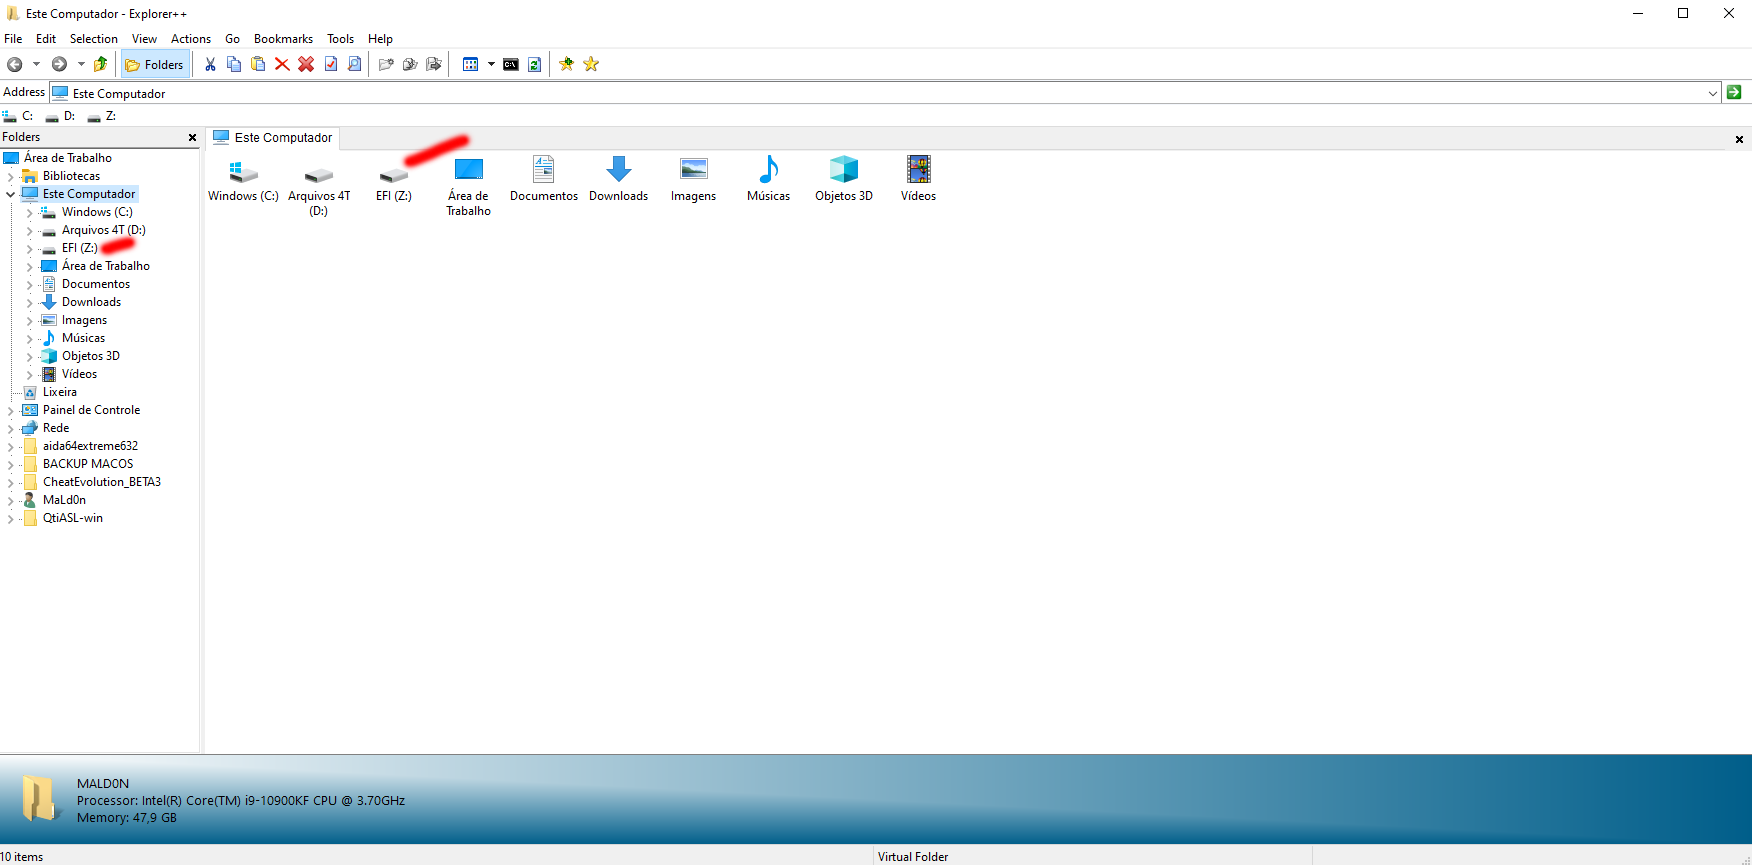 Este Computador - Explorer++
File Edit Selection View Actions Go Bookmarks Tools Help
Folders
Address Este Computador
C: D: Z:
Folders
Área de Trabalho
Bibliotecas
Este Computador
Windows (C:)
Arquivos 4T (D:)
EFI (Z:)
Área de Trabalho
Documentos
Downloads
Imagens
Músicas
Objetos 3D
Vídeos
Lixeira
Painel de Controle
Rede
aida64extreme632
BACKUP MACOS
CheatEvolution_BETA3
MaLd0n
QtiASL-win
Este Computador
Windows (C:)
Arquivos 4T
(D:)
EFI (Z:)
Área de
Trabalho
Documentos
Downloads
Imagens
Músicas
Objetos 3D
Vídeos
MALD0N
Processor: Intel(R) Core(TM) i9-10900KF CPU @ 3.70GHz
Memory: 47,9 GB
10 items
Virtual Folder